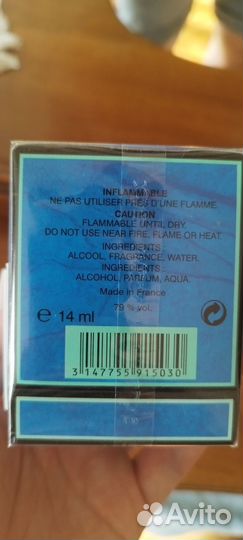 INFLAMMABLE
NE PAS UTILISER PRÈS D'UNE FLAMME.
CAUTION
FLAMMABLE UNTIL DRY.
DO NOT USE NEAR FIRE, FLAME OR HEAT.
INGREDIENTS :
ALCOOL, FRAGRANCE, WATER.
INGREDIENTS :
ALCOHOL, PARFUM, AQUA.
Made in France
79 % vol.
e 14 ml
3 147755 915030
Avito